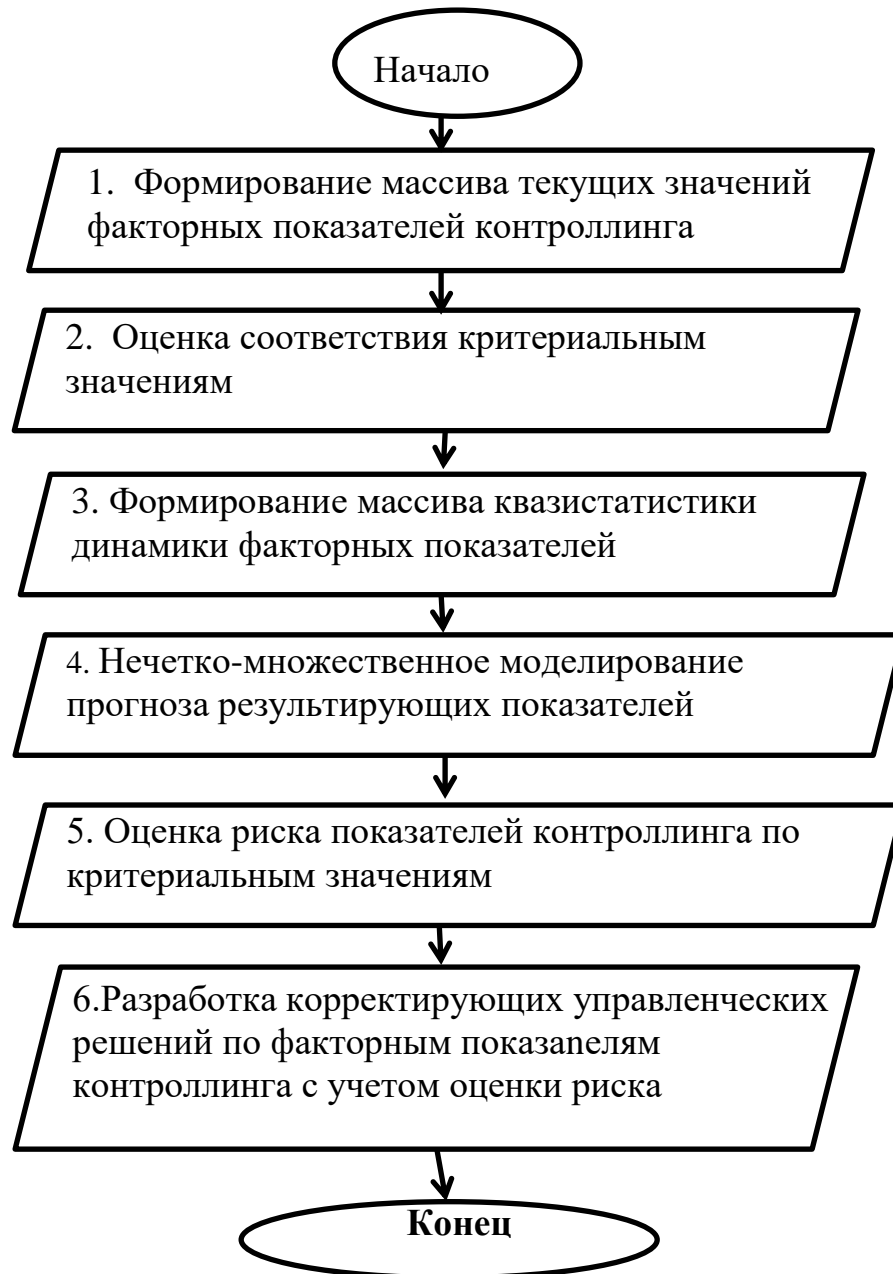 Начало
1. Формирование массива текущих значений
факторных показателей контроллинга
2. Оценка соответствия критериальным
значениям
3. Формирование массива квазистатистики
динамики факторных показателей
4. Нечетко-множественное моделирование
прогноза результирующих показателей
5. Оценка риска показателей контроллинга по
критериальным значениям
6.Разработка корректирующих управленческих
решений по факторным показапелям
контроллинга с учетом оценки риска
Конец